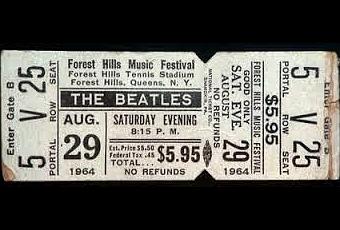 Enter Gate B
5 PORTAL
V ROW
25 SEAT
Forest Hills Music Festival
Forest Hills Tennis Stadium
Forest Hills, Queens, N. Y.
THE BEATLES
AUG.
29
1964
SATURDAY EVENING
8:15 P. M.
Est. Price $5.50
Federal Tax .45
TOTAL...
$5.95
NO REFUNDS
NO REFUNDS
GOOD ONLY
SAT. EVE.
AUGUST
29
1964
FOREST HILLS MUSIC FESTIVAL
$5.95
PORTAL 5
ROW V
SEAT 25
Enter Gate B